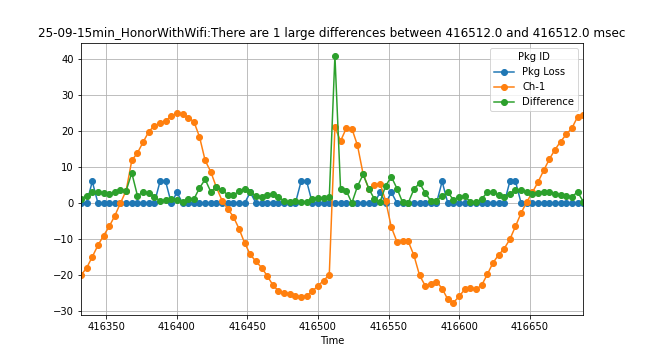 25-09-15min_HonorWithWifi:There are 1 large differences between 416512.0 and 416512.0 msec
Pkg ID
Pkg Loss
Ch-1
Difference
40
30
20
10
0
−10
−20
−30
416350 416400 416450 416500 416550 416600 416650
Time